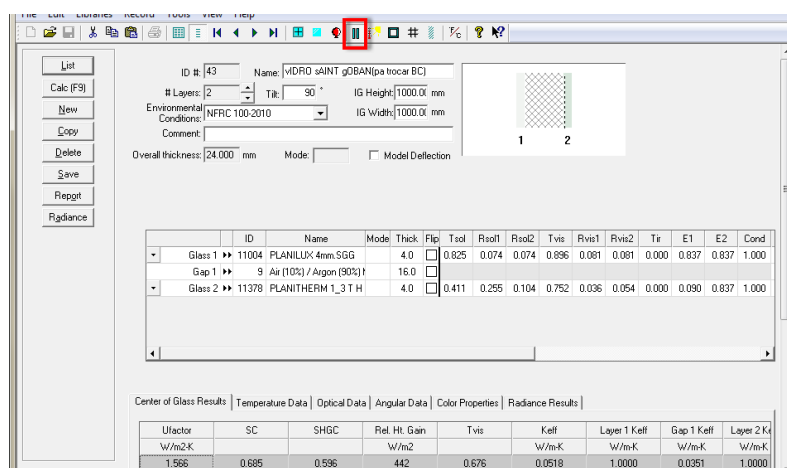 File Edit Libraries Record Tools View Help
List
Calc (F9)
New
Copy
Delete
Save
Report
Radiance
ID #: 43 Name: vIDRO sAINT gOBAN(pa trocar BC)
# Layers: 2 Tilt: 90 ° IG Height: 1000.00 mm
Environmental Conditions: NFRC 100-2010 IG Width: 1000.00 mm
Comment:
Overall thickness: 24.000 mm Mode: Model Deflection
1 2
ID Name Mode Thick Flip Tsol Rsol1 Rsol2 Tvis Rvis1 Rvis2 Tir E1 E2 Cond
Glass 1 11004 PLANILUX 4mm.SGG 4.0 0.825 0.074 0.074 0.896 0.081 0.081 0.000 0.837 0.837 1.000
Gap 1 9 Air (10%) / Argon (90%) 16.0
Glass 2 11378 PLANITHERM 1_3 T H 4.0 0.411 0.255 0.104 0.752 0.036 0.054 0.000 0.090 0.837 1.000
Center of Glass Results Temperature Data Optical Data Angular Data Color Properties Radiance Results
Ufactor SC SHGC Rel. Ht. Gain Tvis Keff Layer 1 Keff Gap 1 Keff Layer 2 Ke
W/m2-K W/m2 W/m-K W/m-K W/m-K W/m-K
1.566 0.685 0.596 442 0.676 0.0518 1.0000 0.0351 1.0000